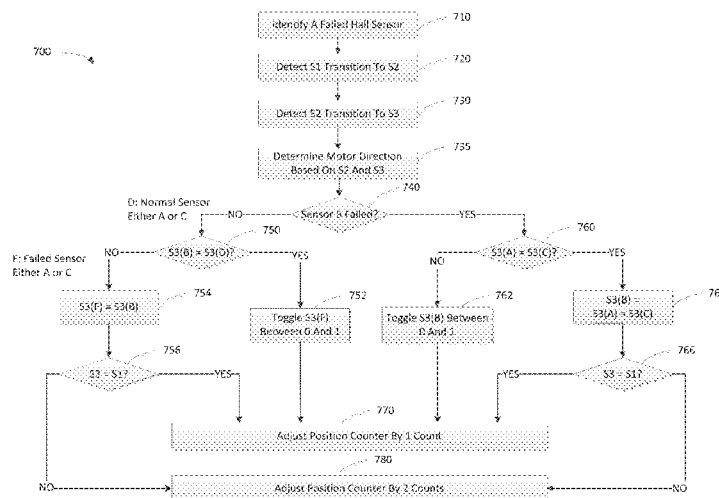 Identify A Failed Hall Sensor
710
700
Detect S1 Transition To S2
720
Detect S2 Transition To S3
730
Determine Motor Direction
Based On S2 And S3
735
740
D: Normal Sensor
Either A or C
NO
Sensor B Failed?
YES
750
760
F: Failed Sensor
Either A or C
NO
S3(B) = S3(D)?
YES
NO
S3(A) = S3(C)?
YES
754
752
762
76
S3(F) = S3(B)
Toggle S3(F)
Between 0 And 1
Toggle S3(B) Between
0 And 1
S3(B) =
S3(A) = S3(C)
756
766
S3 = S1?
YES
YES
S3 = S1?
770
Adjust Position Counter By 1 Count
780
NO
Adjust Position Counter By 2 Counts
NO